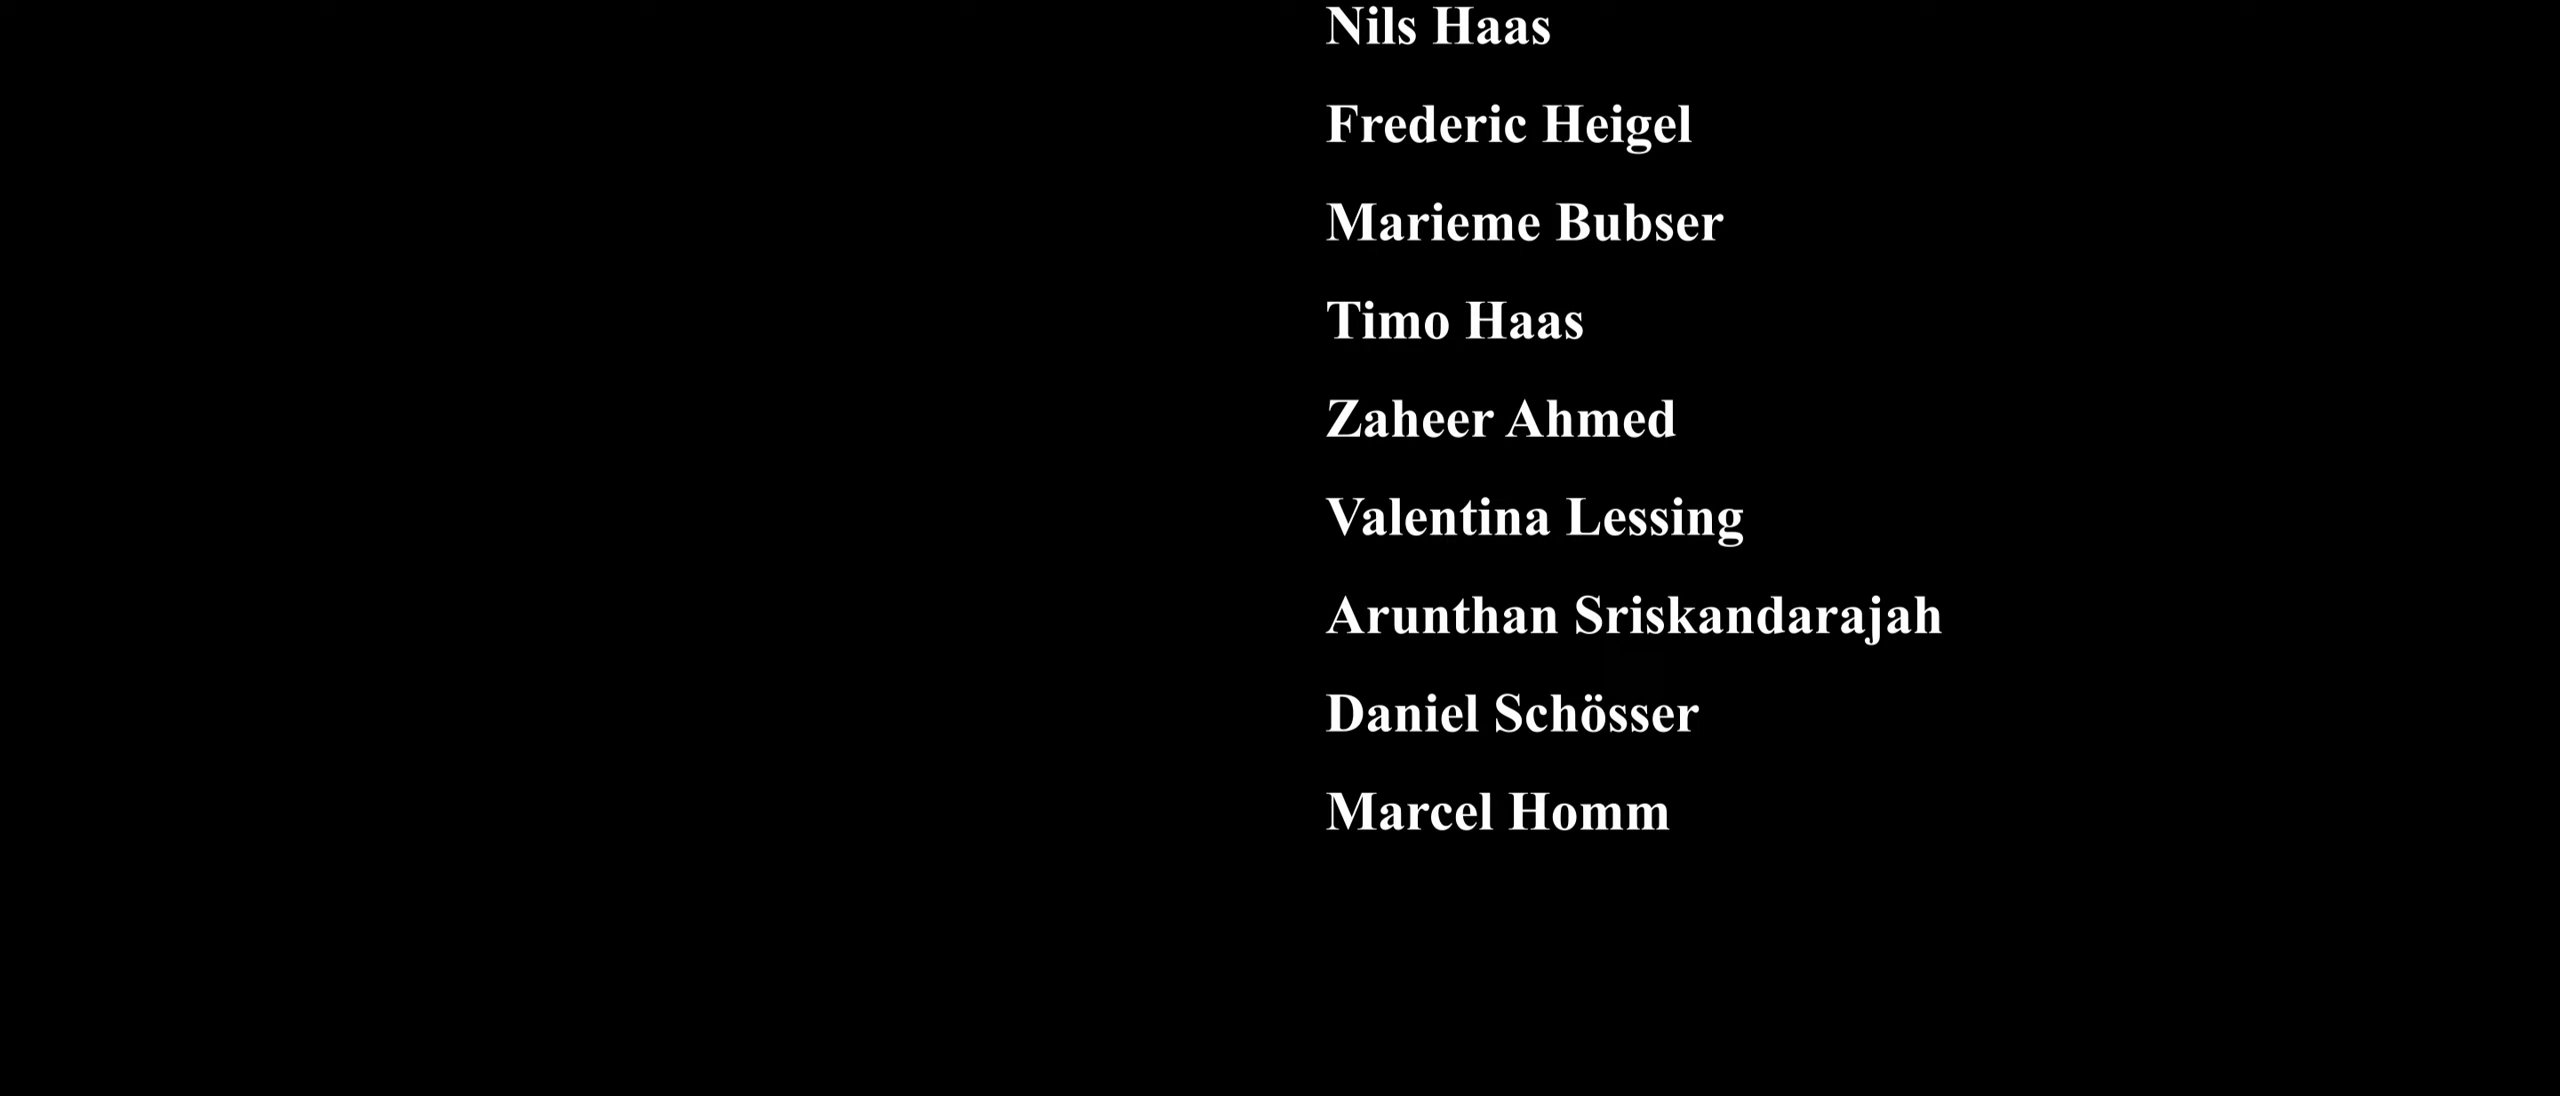 Nils Haas
Frederic Heigel
Marieme Bubser
Timo Haas
Zaheer Ahmed
Valentina Lessing
Arunthan Sriskandarajah
Daniel Schösser
Marcel Homm